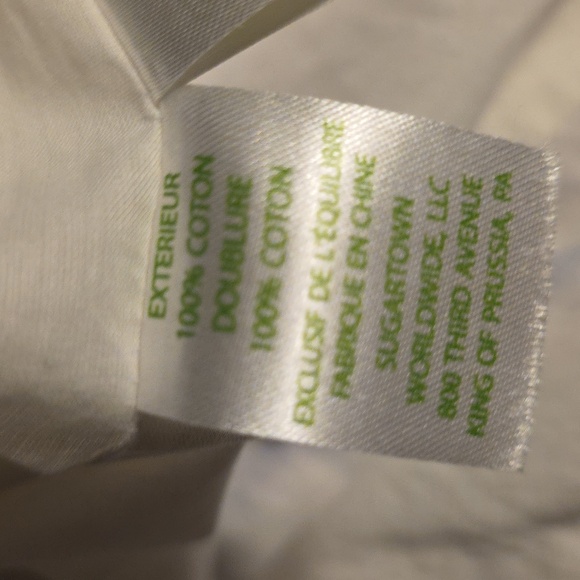 EXTERIEUR
100% COTON
DOUBLURE
100% COTON
EXCLUSIF DE L'ÉQUILIBRE
FABRIQUE EN CHINE
SUGARTOWN
WORLDWIDE, LLC
800 THIRD AVENUE
KING OF PRUSSIA, PA